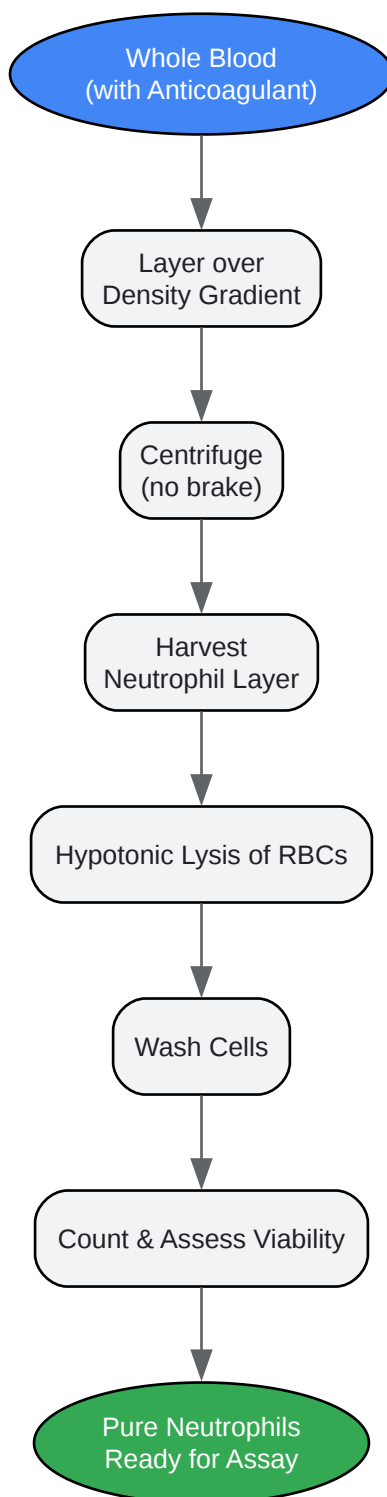 Whole Blood
(with Anticoagulant)
Layer over
Density Gradient
Centrifuge
(no brake)
Harvest
Neutrophil Layer
Hypotonic Lysis of RBCs
Wash Cells
Count & Assess Viability
Pure Neutrophils
Ready for Assay